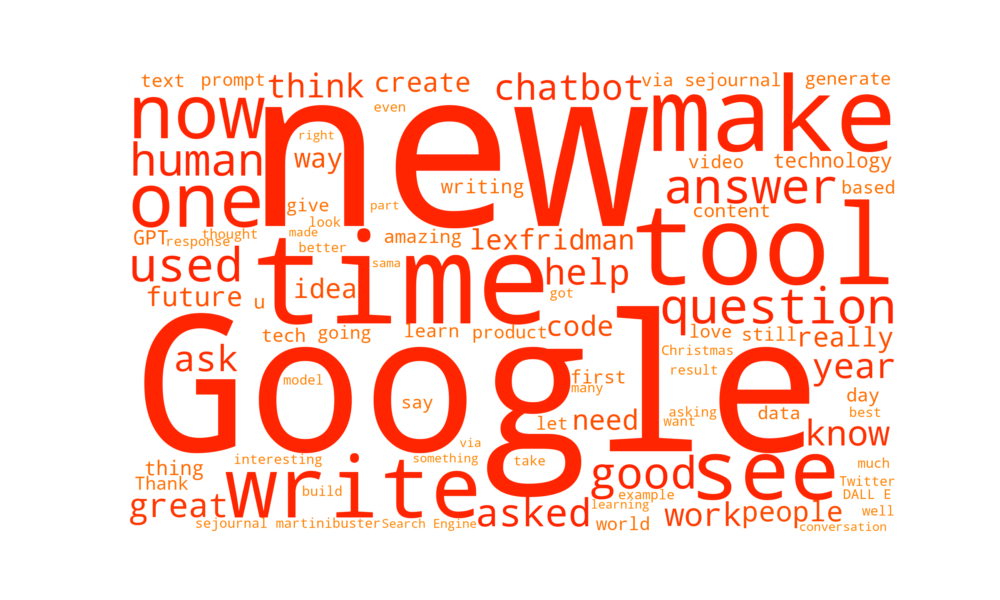 text prompt think create chatbot via sejournal generate
now new make
even
right
human way video technology
one writing answer based
give part content
look
GPT response thought made amazing lexfridman tool
better
used time sama help
future u idea got question
tech going learn product code love still really
Google
ask Christmas year
model first result
many day
say let need asking want data best
know
via
thing interesting something take good see much
Thank write build Twitter
example DALL E
great asked learning work people well
sejournal martinibuster Search Engine world conversation